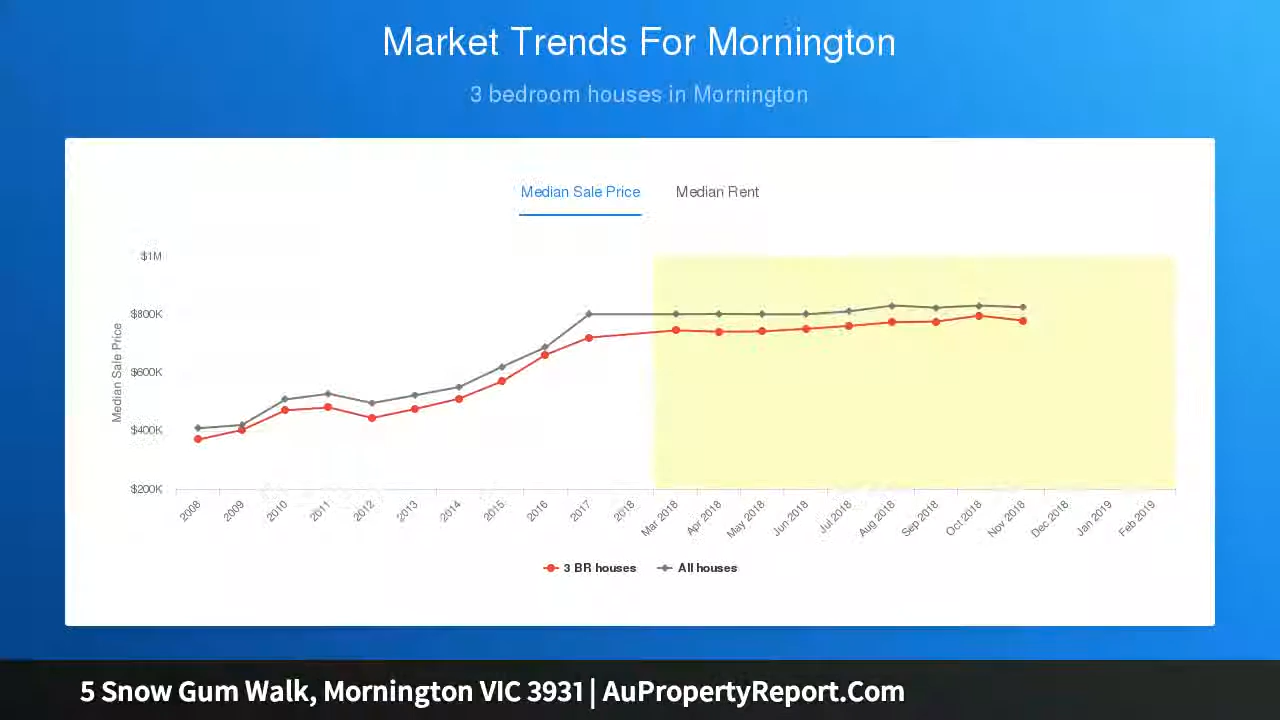 Market Trends For Mornington
3 bedroom houses in Mornington
Median Sale Price Median Rent
$1M
$800K
$600K
$400K
$200K
Median Sale Price
2008 2009 2010 2011 2012 2013 2014 2015 2016 2017 2018 Mar 2018 Apr 2018 May 2018 Jun 2018 Jul 2018 Aug 2018 Sep 2018 Oct 2018 Nov 2018 Dec 2018 Jan 2019 Feb 2019
3 BR houses All houses
5 Snow Gum Walk, Mornington VIC 3931 | AuPropertyReport.Com